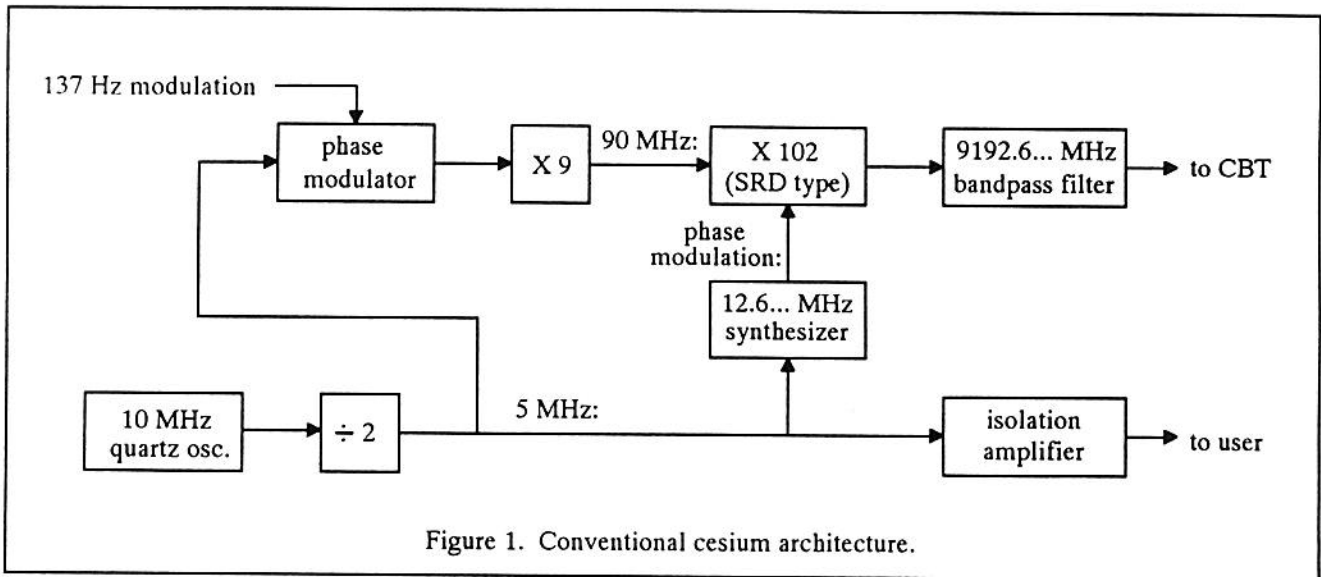 137 Hz modulation
phase
modulator
X 9
90 MHz:
X 102
(SRD type)
9192.6... MHz
bandpass filter
to CBT
phase
modulation:
12.6... MHz
synthesizer
10 MHz
quartz osc.
÷ 2
5 MHz:
isolation
amplifier
to user
Figure 1. Conventional cesium architecture.